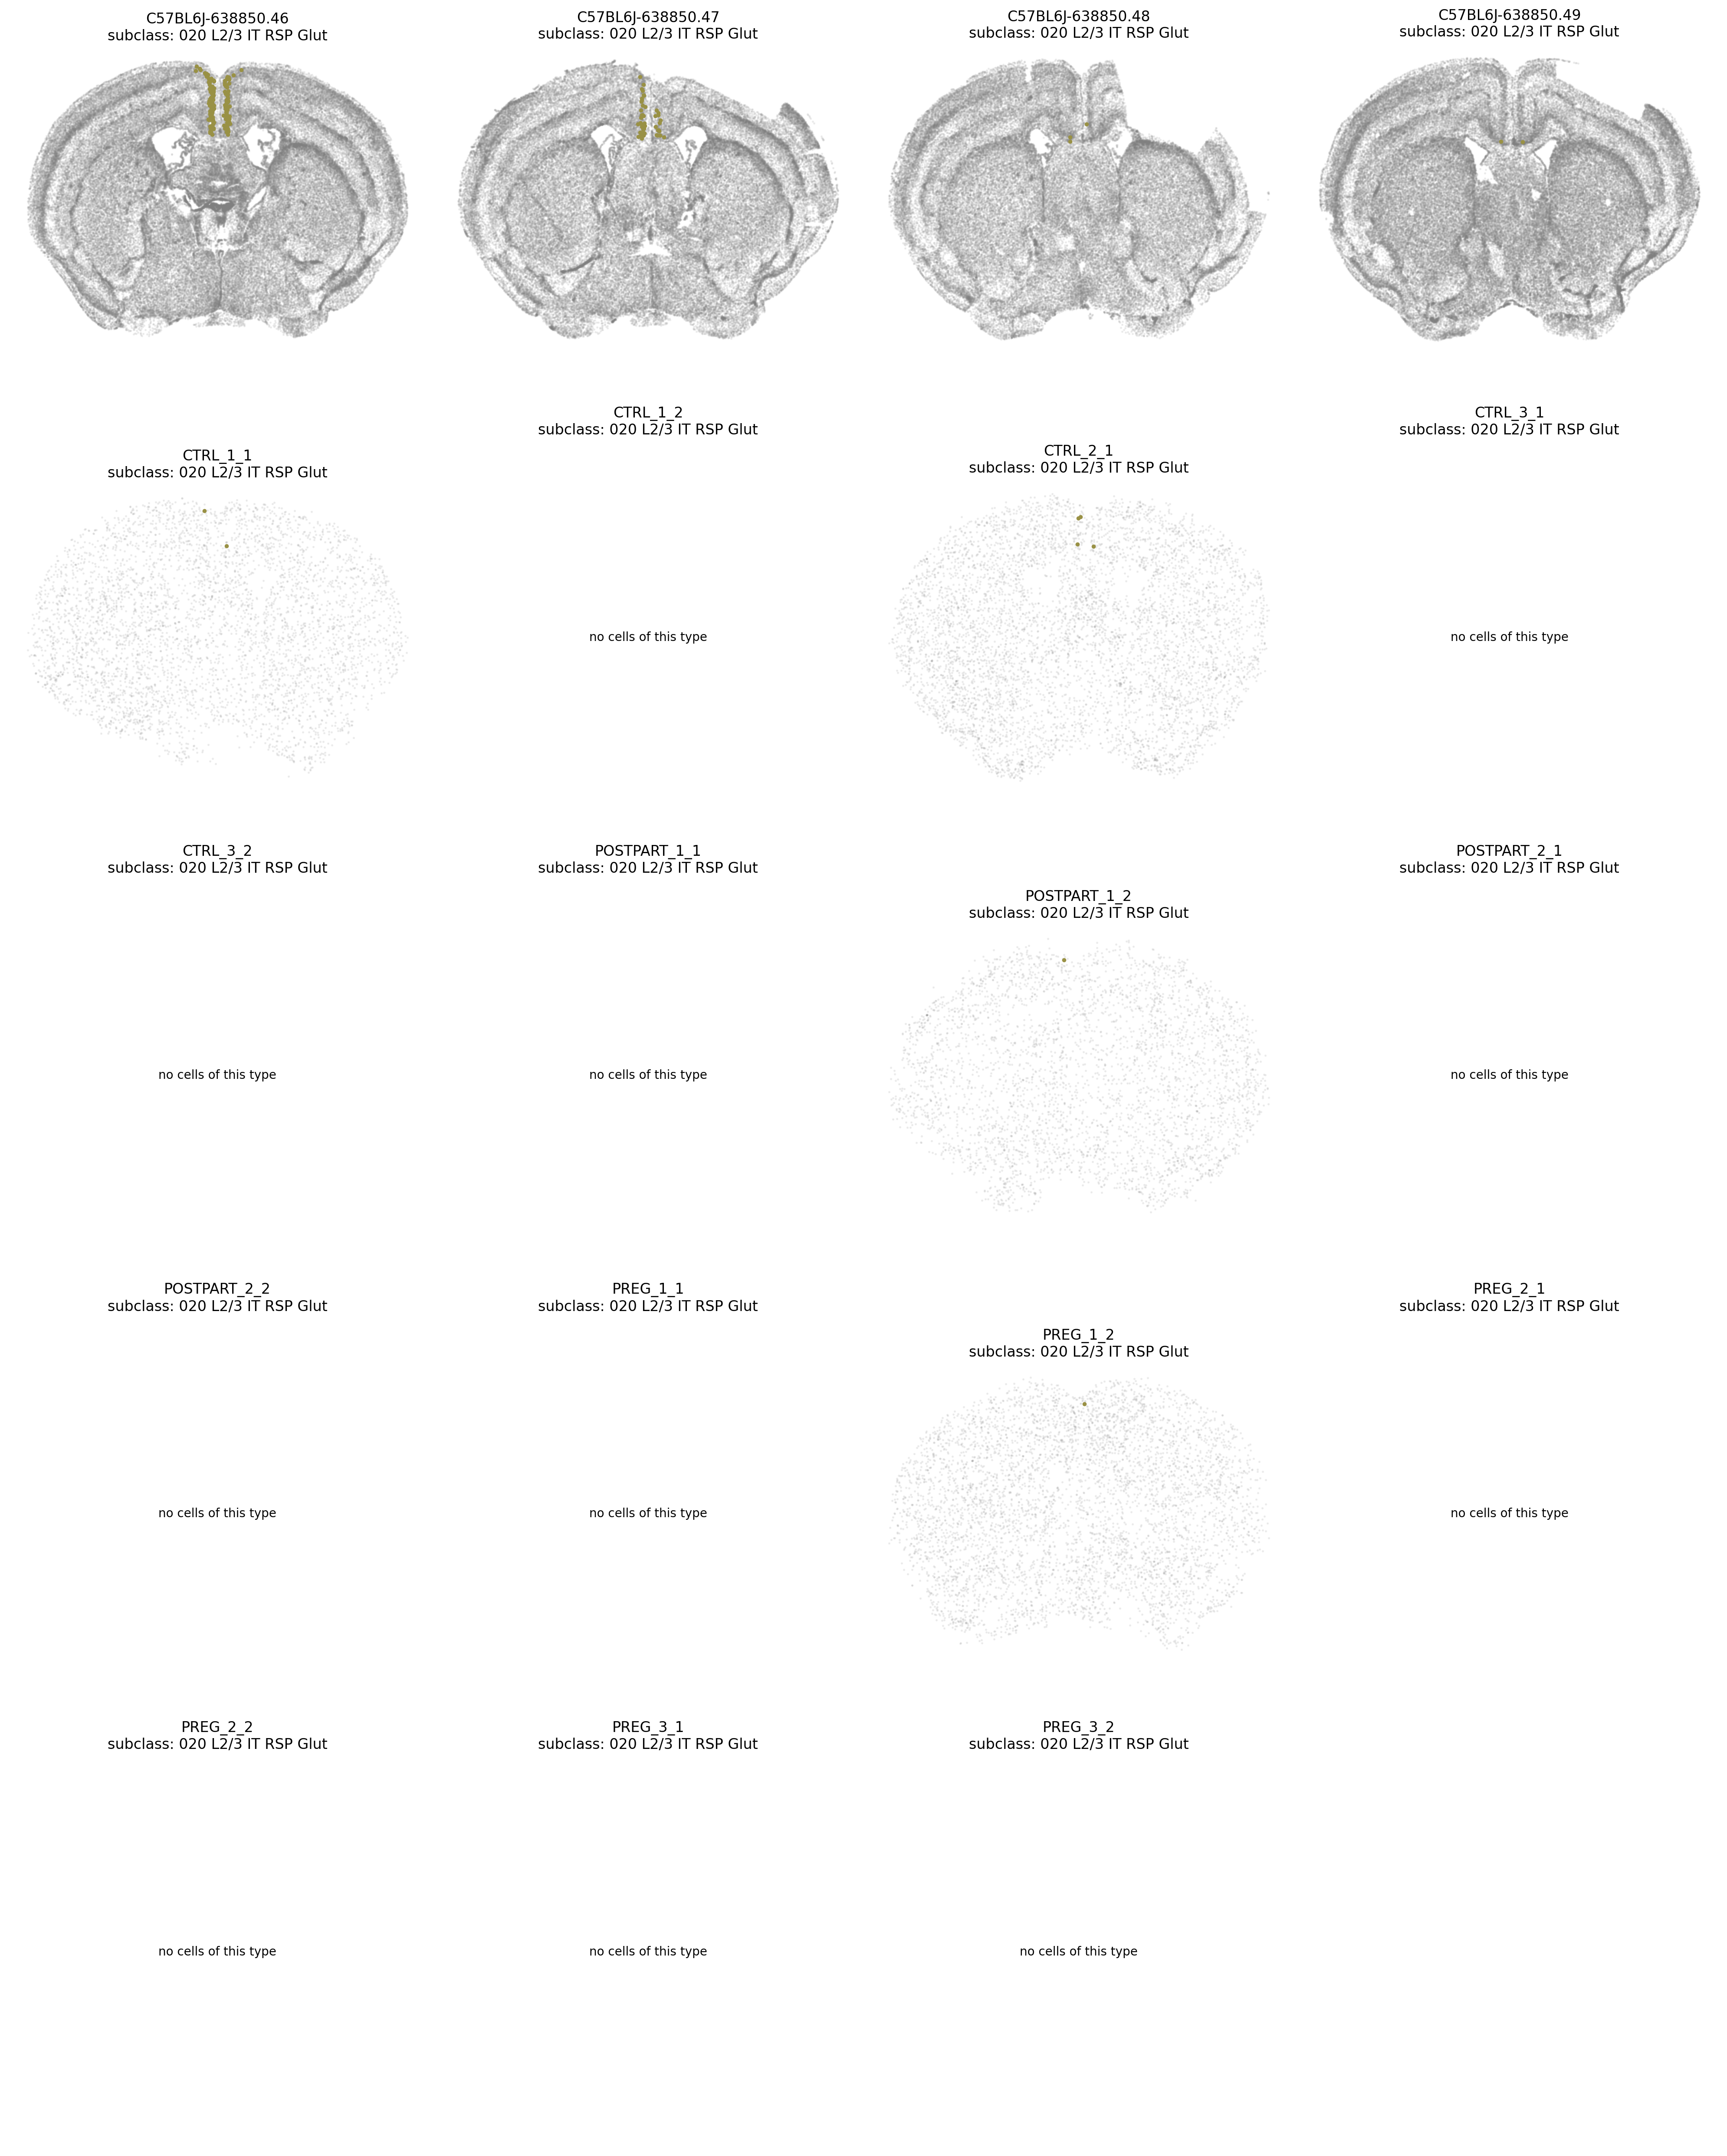 C57BL6J-638850.46
subclass: 020 L2/3 IT RSP Glut
C57BL6J-638850.47
subclass: 020 L2/3 IT RSP Glut
C57BL6J-638850.48
subclass: 020 L2/3 IT RSP Glut
C57BL6J-638850.49
subclass: 020 L2/3 IT RSP Glut
CTRL_1_1
subclass: 020 L2/3 IT RSP Glut
CTRL_1_2
subclass: 020 L2/3 IT RSP Glut
no cells of this type
CTRL_2_1
subclass: 020 L2/3 IT RSP Glut
CTRL_3_1
subclass: 020 L2/3 IT RSP Glut
no cells of this type
CTRL_3_2
subclass: 020 L2/3 IT RSP Glut
no cells of this type
POSTPART_1_1
subclass: 020 L2/3 IT RSP Glut
no cells of this type
POSTPART_1_2
subclass: 020 L2/3 IT RSP Glut
POSTPART_2_1
subclass: 020 L2/3 IT RSP Glut
no cells of this type
POSTPART_2_2
subclass: 020 L2/3 IT RSP Glut
no cells of this type
PREG_1_1
subclass: 020 L2/3 IT RSP Glut
no cells of this type
PREG_1_2
subclass: 020 L2/3 IT RSP Glut
PREG_2_1
subclass: 020 L2/3 IT RSP Glut
no cells of this type
PREG_2_2
subclass: 020 L2/3 IT RSP Glut
no cells of this type
PREG_3_1
subclass: 020 L2/3 IT RSP Glut
no cells of this type
PREG_3_2
subclass: 020 L2/3 IT RSP Glut
no cells of this type